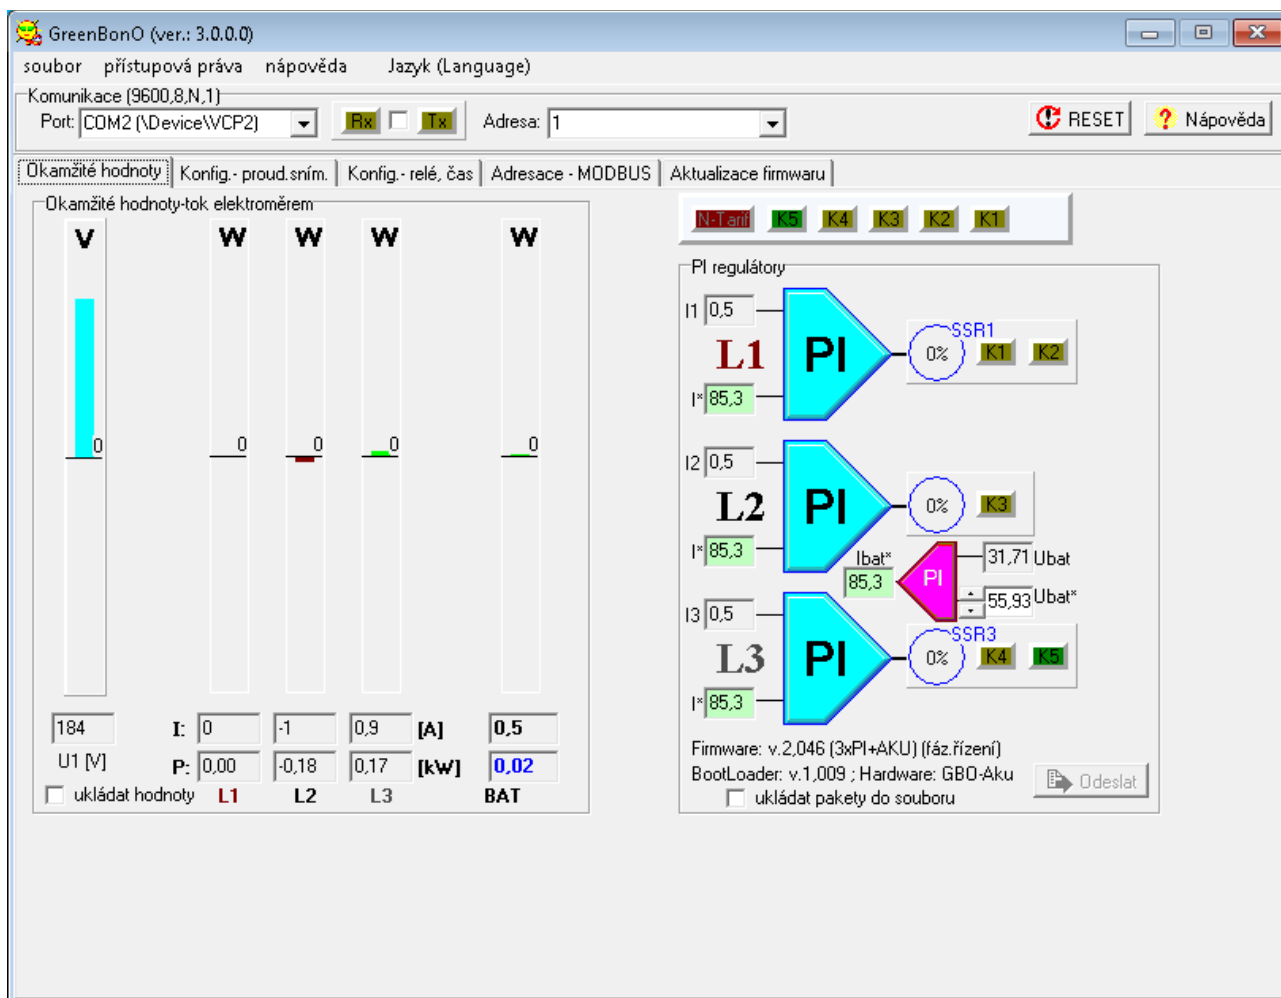 GreenBonO (ver.: 3.0.0.0)
soubor přístupová práva nápověda Jazyk (Language)
Komunikace (9600,8,N,1)
Port: COM2 (\Device\VCP2) Rx Tx Adresa: 1 RESET ? Nápověda
Okamžité hodnoty Konfig.- proud.sním. Konfig.- relé, čas Adresace - MODBUS Aktualizace firmwaru
Okamžité hodnoty-tok elektroměrem
V W W W W
0 0 0 0 0
184 I: 0 -1 0,9 [A] 0,5
U1 [V] P: 0,00 -0,18 0,17 [kW] 0,02
ukládat hodnoty L1 L2 L3 BAT
N-Tarif K5 K4 K3 K2 K1
PI regulátory
I1 0,5
L1 PI 0% SSR1 K1 K2
I* 85,3
I2 0,5
L2 PI 0% K3
I* 85,3
Ibat* 85,3 PI 31,71 Ubat
55,93 Ubat*
I3 0,5
L3 PI 0% SSR3 K4 K5
I* 85,3
Firmware: v.2,046 (3xPI+AKU) (fáz.řízení)
BootLoader: v.1,009 ; Hardware: GBO-Aku
ukládat pakety do souboru Odeslat